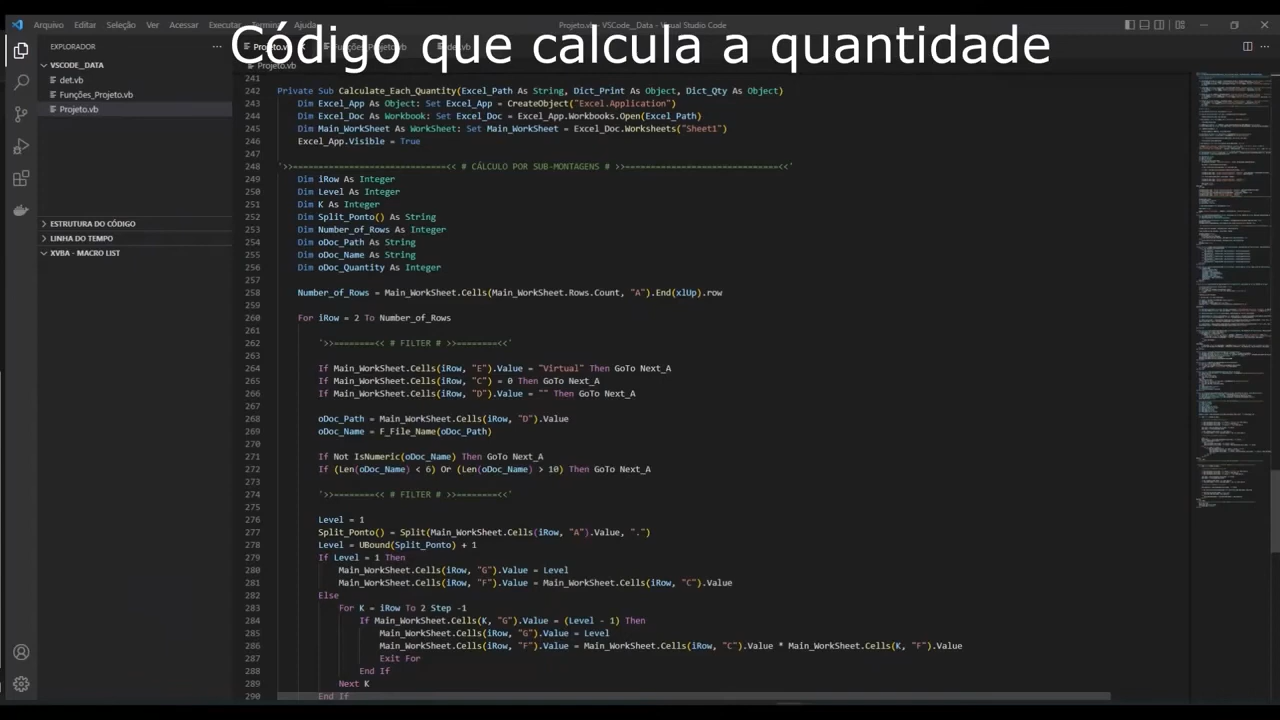 Arquivo Editar Seleção Ver Acessar Executar Ajuda
Projeto.vb - VSCode_Data - Visual Studio Code
Código que calcula a quantidade
EXPLORADOR
VSCODE_DATA
det.vb
Funções_Projeto.vb
Projeto.vb
ESTRUTURA DO CÓDIGO
LINHA DO TEMPO
XVBA - MACRO LIST
Projeto.vb
241
242 Private Sub Calculate_Each_Quantity(Excel_Path As String, Dict_Print As Object, Dict_Qty As Object)
243 Dim Excel_App As Object: Set Excel_App = CreateObject("Excel.Application")
244 Dim Excel_Doc As Workbook: Set Excel_Doc = Excel_App.Workbooks.Open(Excel_Path)
245 Dim Main_WorkSheet As WorkSheet: Set Main_WorkSheet = Excel_Doc.Worksheets("Sheet1")
246 Excel_App.Visible = True
247
248 '>>=============================<< # CÁLCULO POR SUB-MONTAGENS # >>==============================<<'
249 Dim iRow As Integer
250 Dim Level As Integer
251 Dim K As Integer
252 Dim Split_Ponto() As String
253 Dim Number_of_Rows As Integer
254 Dim oDoc_Path As String
255 Dim oDoc_Name As String
256 Dim oDoc_Quantity As Integer
257
258 Number_of_Rows = Main_WorkSheet.Cells(Main_WorkSheet.Rows.Count, "A").End(xlUp).row
259
260 For iRow = 2 To Number_of_Rows
261
262 '>>========<< # FILTER # >>========<<'
263
264 If Main_WorkSheet.Cells(iRow, "E").Value = "Virtual" Then GoTo Next_A
265 If Main_WorkSheet.Cells(iRow, "C") = 0 Then GoTo Next_A
266 If Main_WorkSheet.Cells(iRow, "D").Value = "" Then GoTo Next_A
267
268 oDoc_Path = Main_WorkSheet.Cells(iRow, "D").Value
269 oDoc_Name = F_File_Name(oDoc_Path)
270
271 If Not IsNumeric(oDoc_Name) Then GoTo Next_A
272 If (Len(oDoc_Name) < 6) Or (Len(oDoc_Name) > 10) Then GoTo Next_A
273
274 '>>========<< # FILTER # >>========<<'
275
276 Level = 1
277 Split_Ponto() = Split(Main_WorkSheet.Cells(iRow, "A").Value, ".")
278 Level = UBound(Split_Ponto) + 1
279 If Level = 1 Then
280 Main_WorkSheet.Cells(iRow, "G").Value = Level
281 Main_WorkSheet.Cells(iRow, "F").Value = Main_WorkSheet.Cells(iRow, "C").Value
282 Else
283 For K = iRow To 2 Step -1
284 If Main_WorkSheet.Cells(K, "G").Value = (Level - 1) Then
285 Main_WorkSheet.Cells(iRow, "G").Value = Level
286 Main_WorkSheet.Cells(iRow, "F").Value = Main_WorkSheet.Cells(iRow, "C").Value * Main_WorkSheet.Cells(K, "F").Value
287 Exit For
288 End If
289 Next K
290 End If